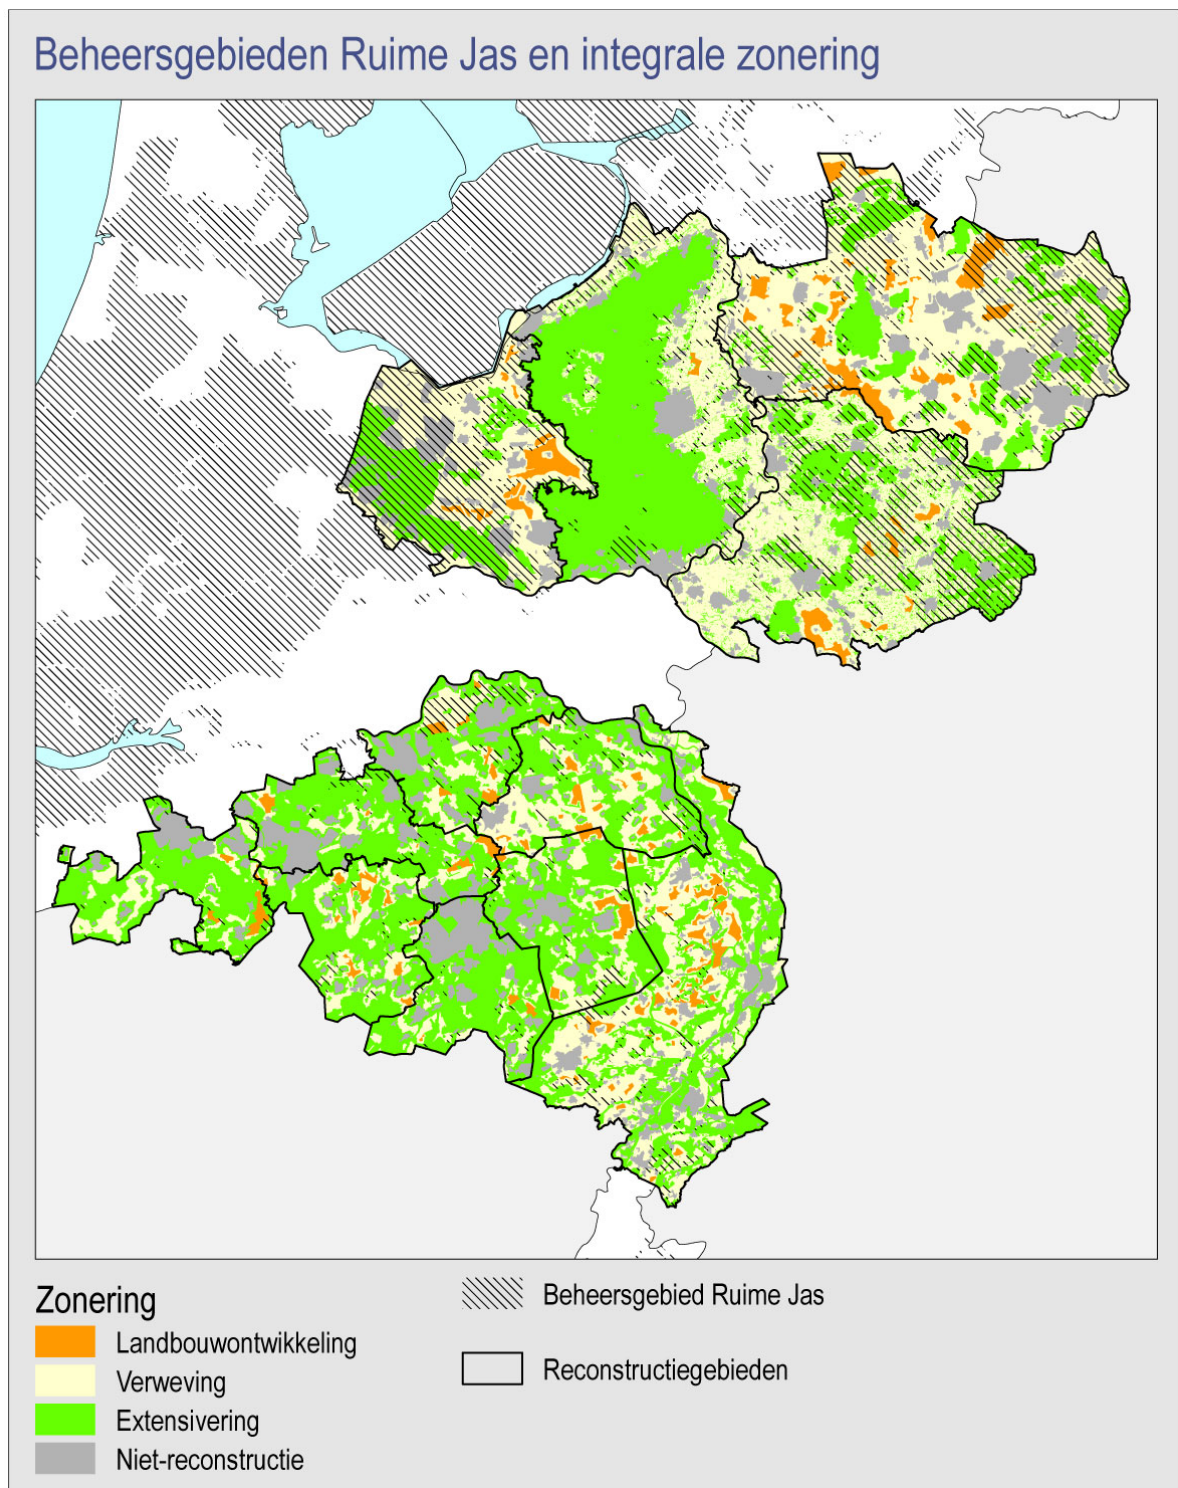 Beheersgebieden Ruime Jas en integrale zonering
Zonering
Landbouwontwikkeling
Verweving
Extensivering
Niet-reconstructie
Beheersgebied Ruime Jas
Reconstructiegebieden